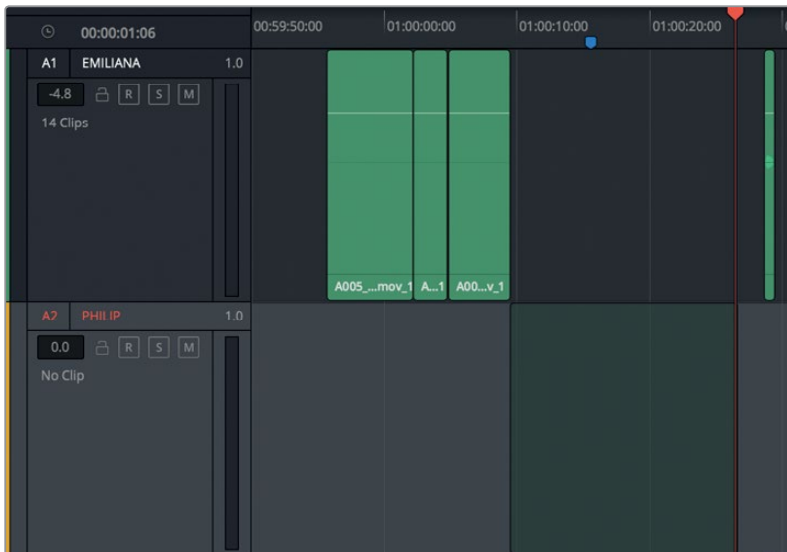 00:00:01:06
00:59:50:00 01:00:00:00 01:00:10:00 01:00:20:00
A1 EMILIANA 1.0
-4.8 R S M
14 Clips
A005_...mov_1 A...1 A00...v_1
A2 PHILIP 1.0
0.0 R S M
No Clip